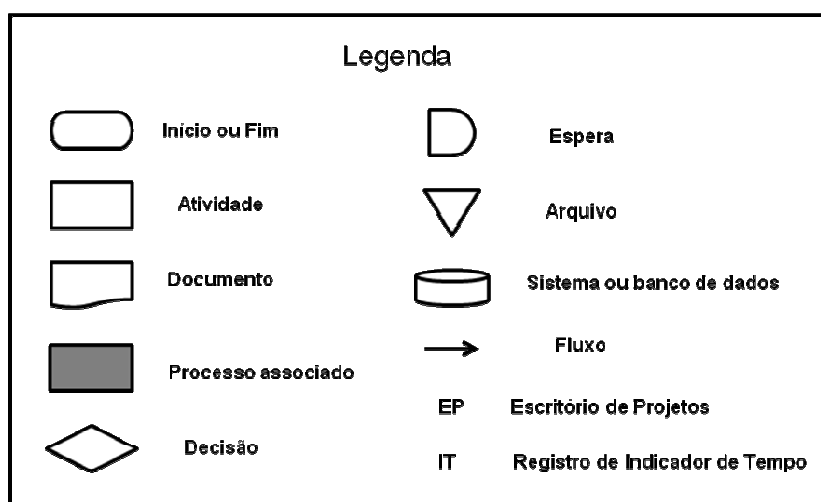 Legenda
Início ou Fim
Atividade
Documento
Processo associado
Decisão
Espera
Arquivo
Sistema ou banco de dados
Fluxo
EP Escritório de Projetos
IT Registro de Indicador de Tempo